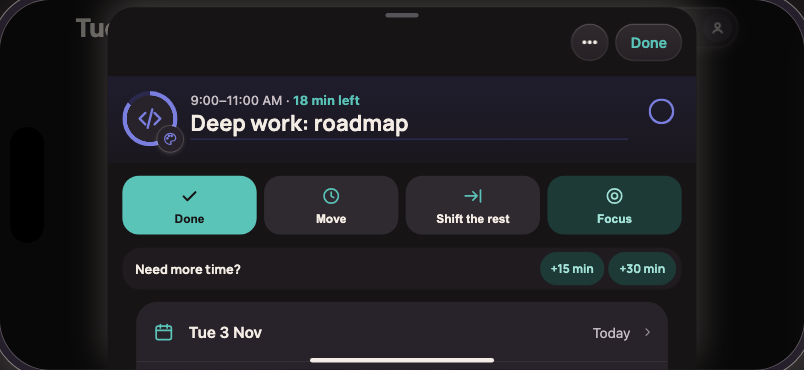 Tu
Done
9:00–11:00 AM · 18 min left
Deep work: roadmap
Done
Move
Shift the rest
Focus
Need more time?
+15 min
+30 min
Tue 3 Nov
Today